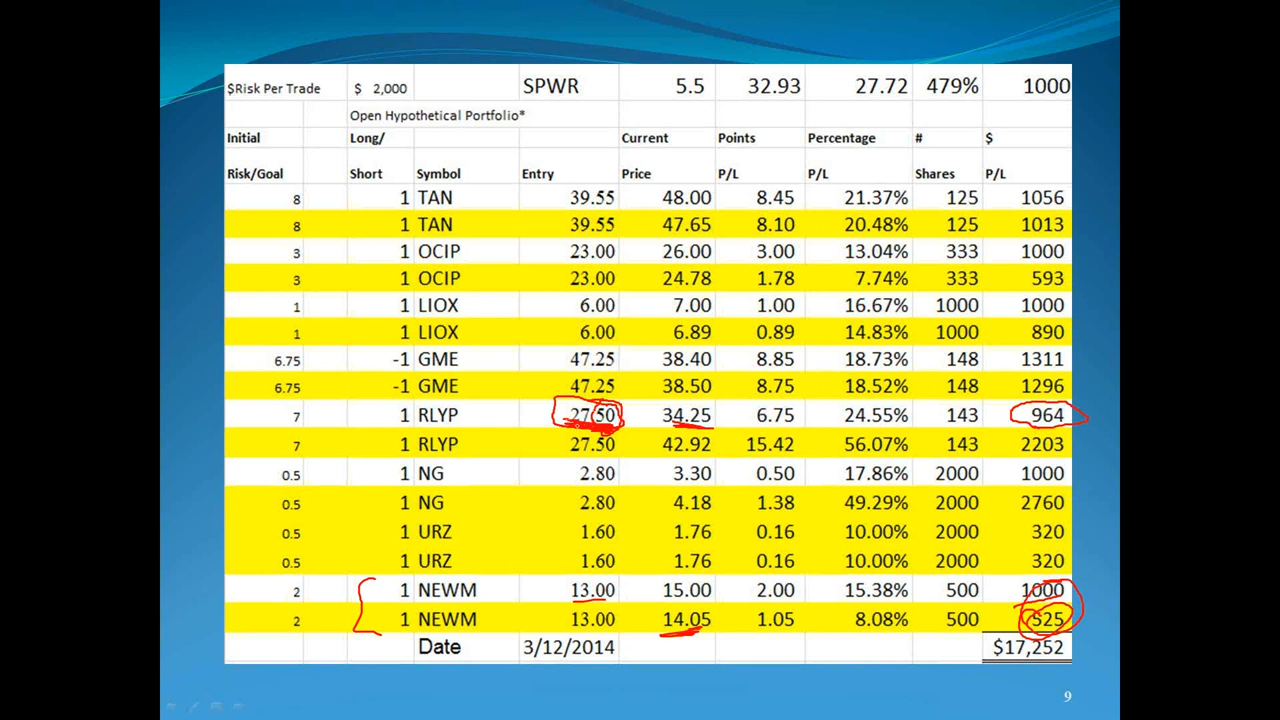 $Risk Per Trade $ 2,000 SPWR 5.5 32.93 27.72 479% 1000
Open Hypothetical Portfolio*
Initial Long/ Current Points Percentage # $
Risk/Goal Short Symbol Entry Price P/L P/L Shares P/L
8 1 TAN 39.55 48.00 8.45 21.37% 125 1056
8 1 TAN 39.55 47.65 8.10 20.48% 125 1013
3 1 OCIP 23.00 26.00 3.00 13.04% 333 1000
3 1 OCIP 23.00 24.78 1.78 7.74% 333 593
1 1 LIOX 6.00 7.00 1.00 16.67% 1000 1000
1 1 LIOX 6.00 6.89 0.89 14.83% 1000 890
6.75 -1 GME 47.25 38.40 8.85 18.73% 148 1311
6.75 -1 GME 47.25 38.50 8.75 18.52% 148 1296
7 1 RLYP 27.50 34.25 6.75 24.55% 143 964
7 1 RLYP 27.50 42.92 15.42 56.07% 143 2203
0.5 1 NG 2.80 3.30 0.50 17.86% 2000 1000
0.5 1 NG 2.80 4.18 1.38 49.29% 2000 2760
0.5 1 URZ 1.60 1.76 0.16 10.00% 2000 320
0.5 1 URZ 1.60 1.76 0.16 10.00% 2000 320
2 1 NEWM 13.00 15.00 2.00 15.38% 500 1000
2 1 NEWM 13.00 14.05 1.05 8.08% 500 525
Date 3/12/2014 $17,252
9